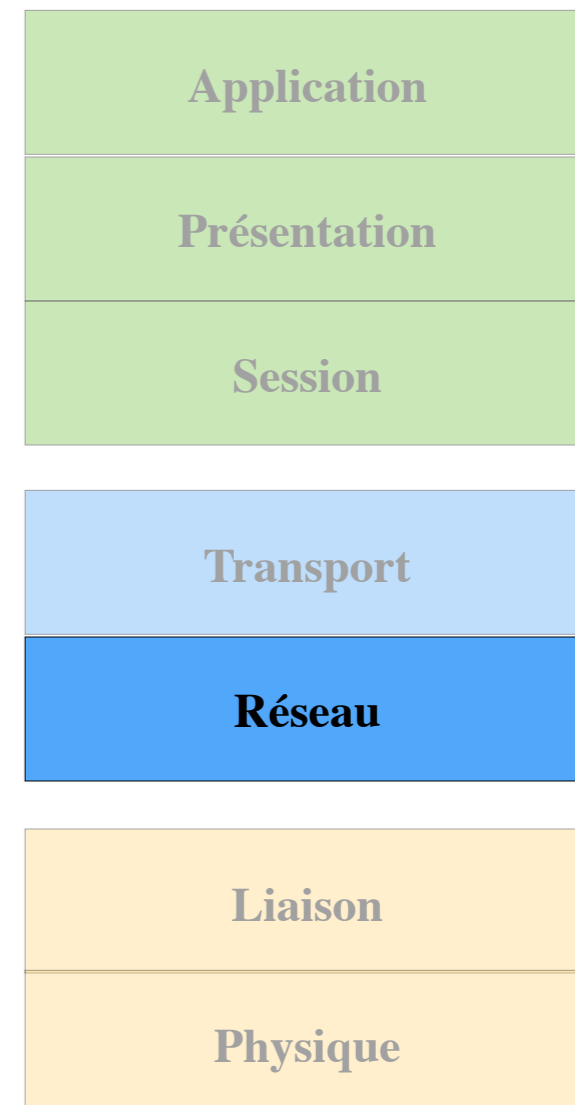 Application
Présentation
Session
Transport
Réseau
Liaison
Physique